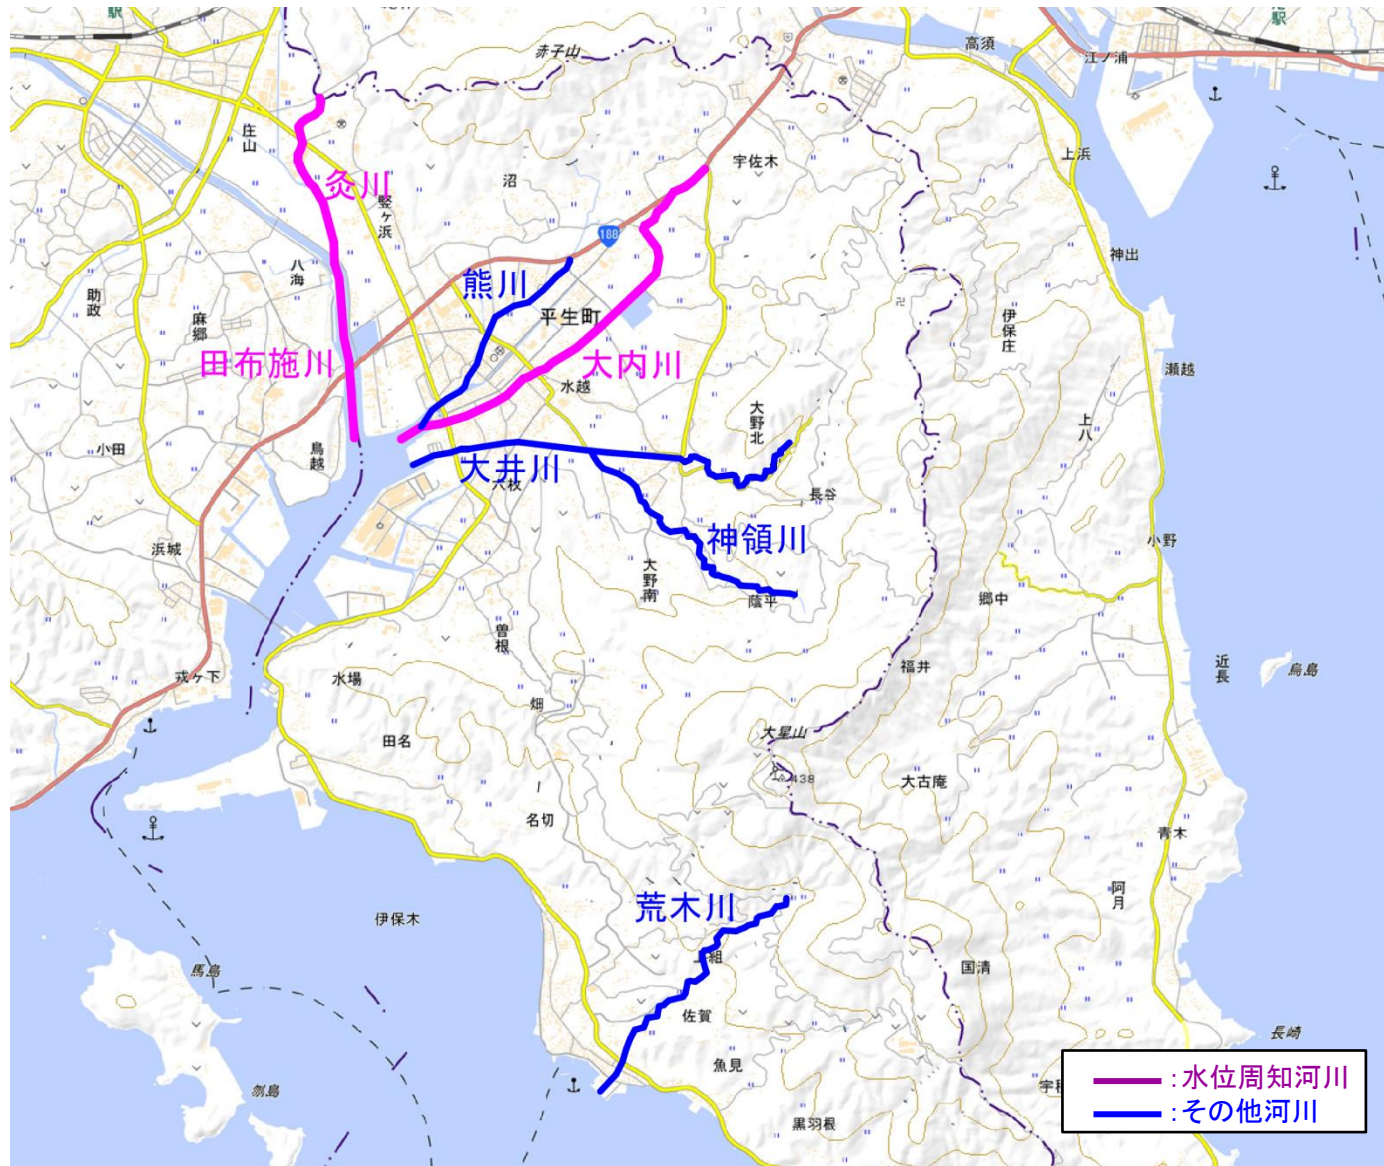 駅
赤子山
高須
江ノ浦
庄山
宇佐木
上浜
沼
灸川
竪ヶ浜
188
神出
八海
熊川
助政
麻郷
平生町
伊保庄
田布施川
大内川
瀬越
水越
大野北
上八
小田
鳥越
大井川
八枚
長谷
浜城
神領川
小野
大野南
蔭平
郷中
曽根
戎ヶ下
水場
福井
近長
烏島
畑
田名
大星山
438
大古庵
名切
青木
荒木川
阿月
伊保木
馬島
上組
国清
佐賀
長崎
魚見
刎島
黒羽根
:水位周知河川
:その他河川